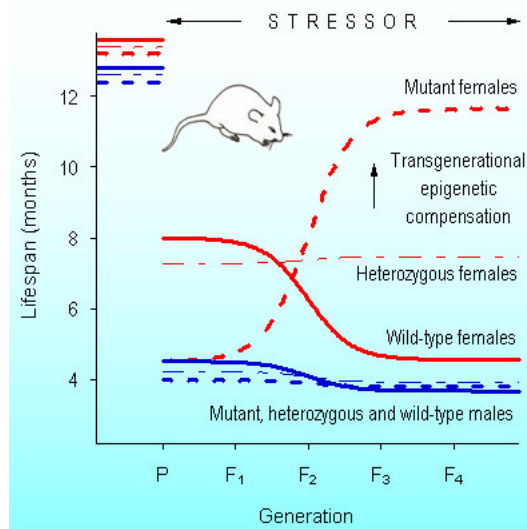 S T R E S S O R
Mutant females
12
Transgenerational
epigenetic
compensation
10
Lifespan (months)
8
Heterozygous females
6
Wild-type females
4
Mutant, heterozygous and wild-type males
P F₁ F₂ F₃ F₄
Generation